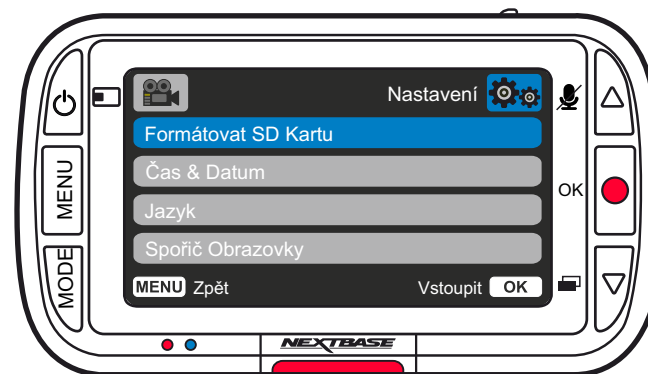 Nastavení
Formátovat SD Kartu
Čas & Datum
Jazyk
Spořič Obrazovky
MENU Zpět
Vstoupit OK
MENU
MODE
OK
NEXTBASE